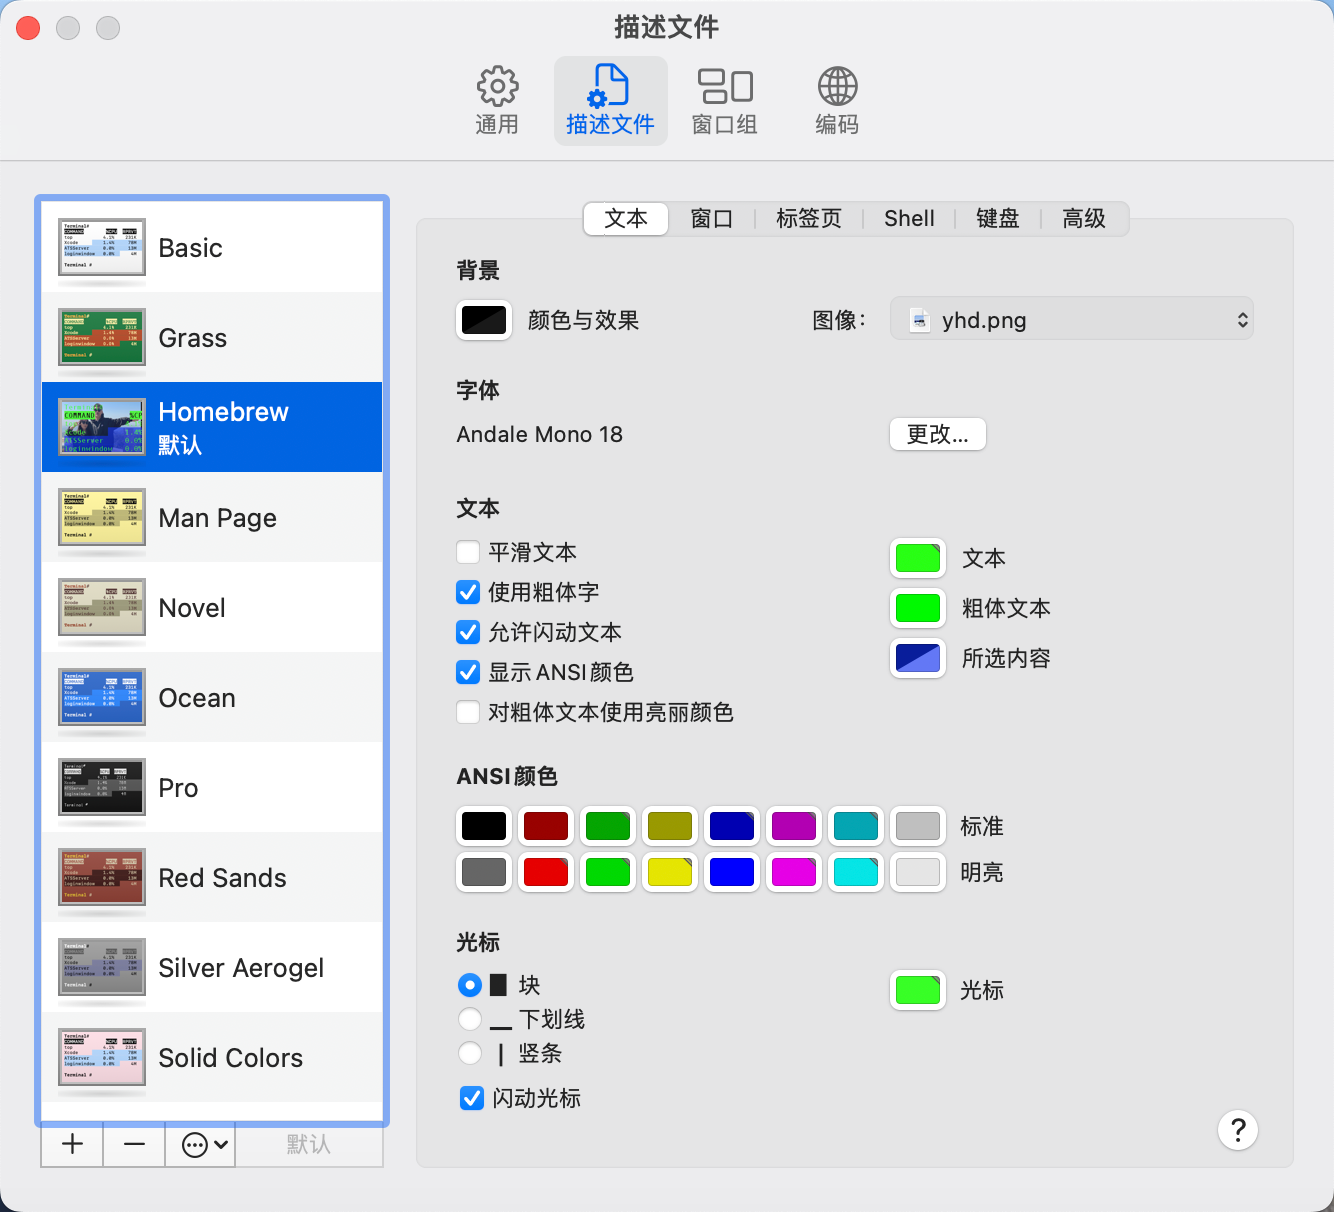 描述文件
通用
描述文件
窗口组
编码
Basic
Grass
Homebrew
默认
Man Page
Novel
Ocean
Pro
Red Sands
Silver Aerogel
Solid Colors
默认
文本 窗口 标签页 Shell 键盘 高级
背景
颜色与效果 图像： yhd.png
字体
Andale Mono 18 更改...
文本
平滑文本
使用粗体字
允许闪动文本
显示 ANSI 颜色
对粗体文本使用亮丽颜色
文本
粗体文本
所选内容
ANSI 颜色
标准
明亮
光标
块
下划线
竖条
闪动光标
光标
?